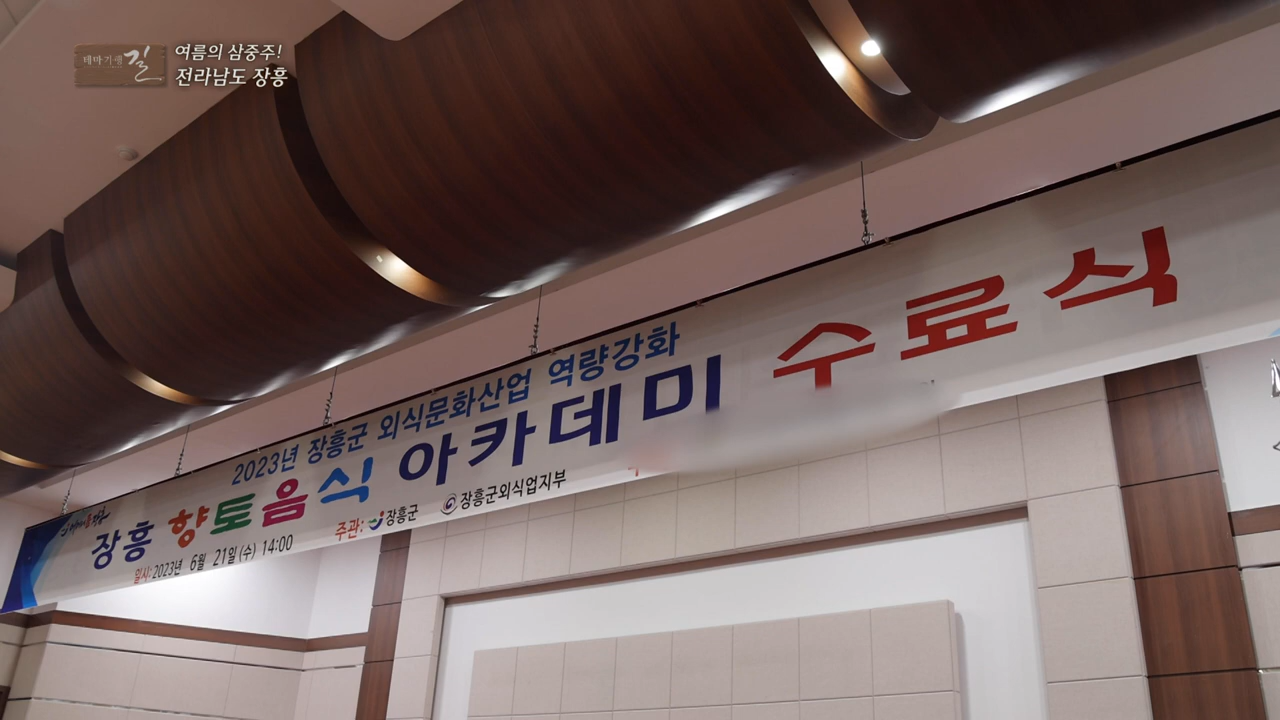 테마기행 길
여름의 삼중주!
전라남도 장흥
2023년 장흥군 외식문화산업 역량강화
장흥 향토음식 아카데미 수료식
일시: 2023년 6월 21일(수) 14:00
주관: 장흥군 장흥군외식업지부